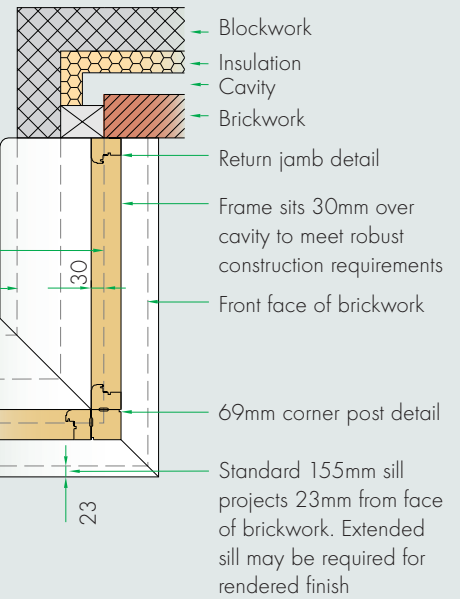 Blockwork
Insulation
Cavity
Brickwork
Return jamb detail
Frame sits 30mm over
cavity to meet robust
construction requirements
30
Front face of brickwork
69mm corner post detail
Standard 155mm sill
projects 23mm from face
of brickwork. Extended
sill may be required for
rendered finish
23